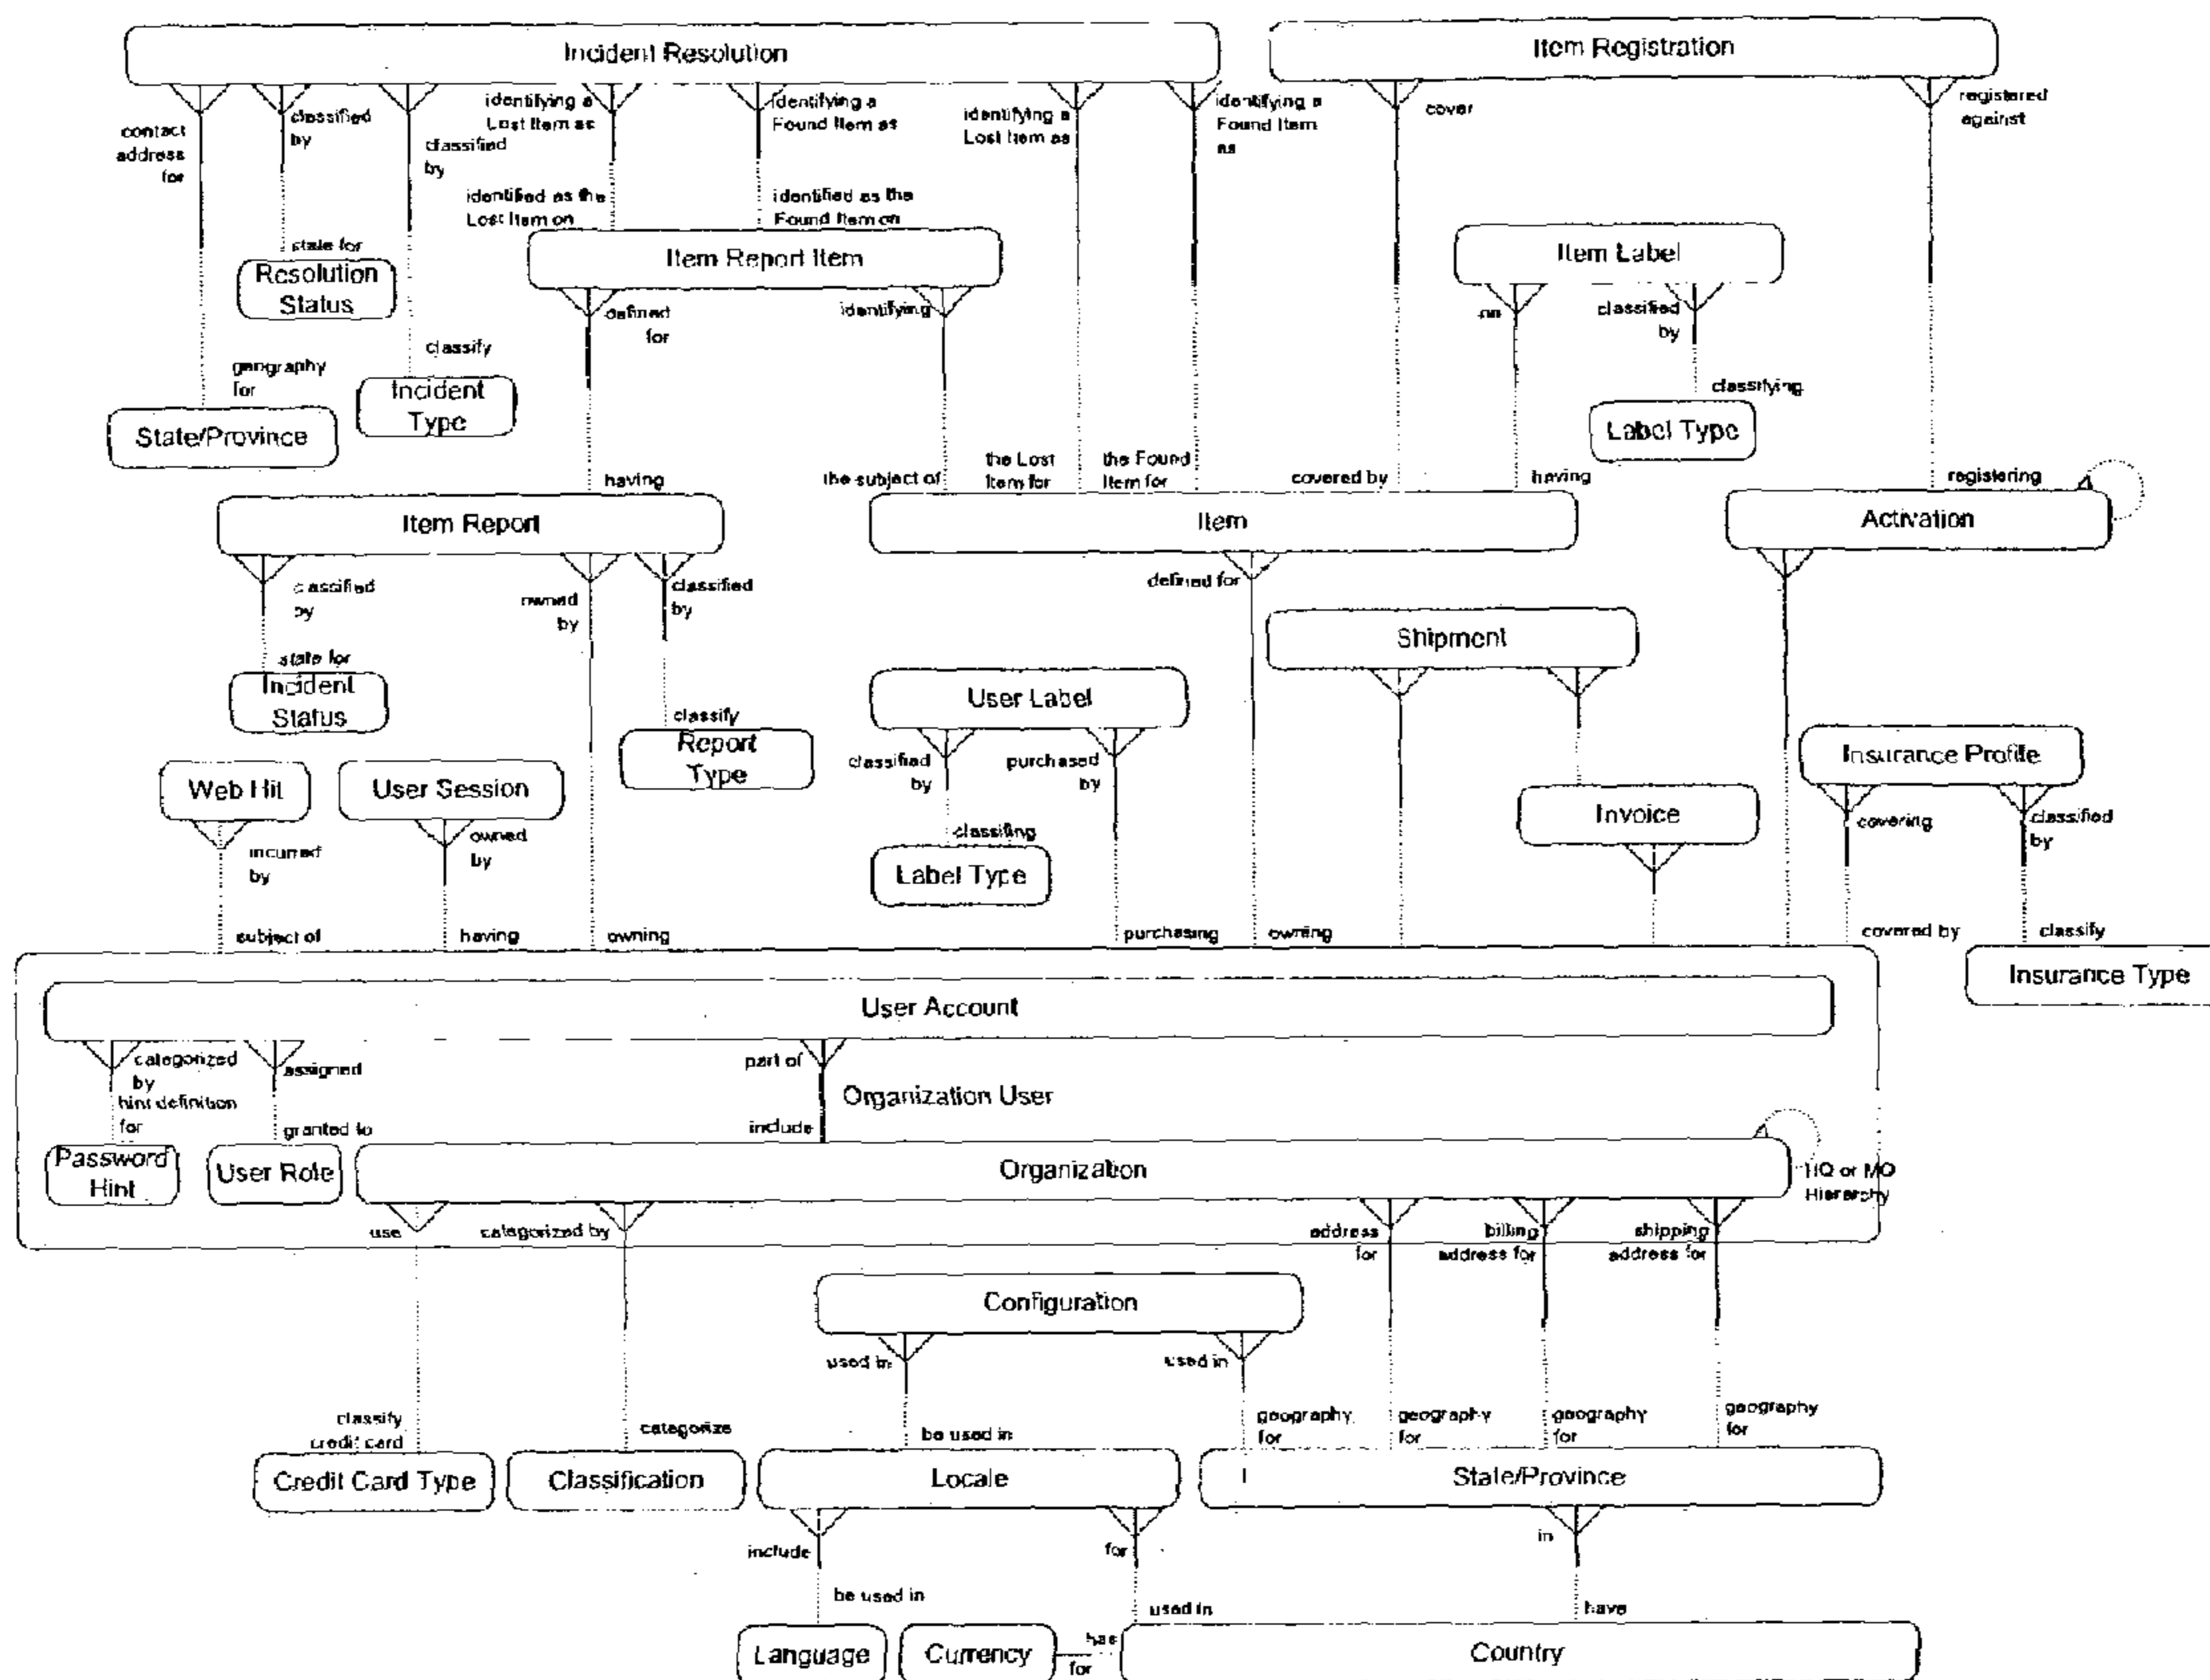 Incident Resolution
Item Registration
contact
address
for
classified
by
classified
by
identifying a
Lost Item as
identifying a
Found Item as
identifying a
Lost Item as
identifying a
Found Item
as
cover
registered
against
identified as the
Lost Item on
identified as the
Found Item on
state for
Resolution
Status
Item Report Item
Item Label
defined
for
identifying
on
classified
by
geography
for
classify
State/Province
Incident
Type
classifying
Label Type
having
the subject of
the Lost
Item for
the Found
Item for
covered by
having
registering
Item Report
Item
Activation
classified
by
owned
by
classified
by
defined for
state for
Incident
Status
classify
Report
Type
User Label
Shipment
classified
by
purchased
by
Web Hit
User Session
Insurance Profile
Invoice
incurred
by
owned
by
classifing
Label Type
covering
classified
by
subject of
having
owning
purchasing
owning
covered by
classify
Insurance Type
User Account
categorized
by
hint definition
for
assigned
granted to
part of
Organization User
include
Password
Hint
User Role
Organization
HQ or MO
Hierarchy
use
categorized by
address
for
billing
address for
shipping
address for
Configuration
used in
used in
classify
credit card
categorize
be used in
geography
for
geography
for
geography
for
geography
for
Credit Card Type
Classification
Locale
State/Province
include
for
in
be used in
used in
have
Language
Currency
has
for
Country